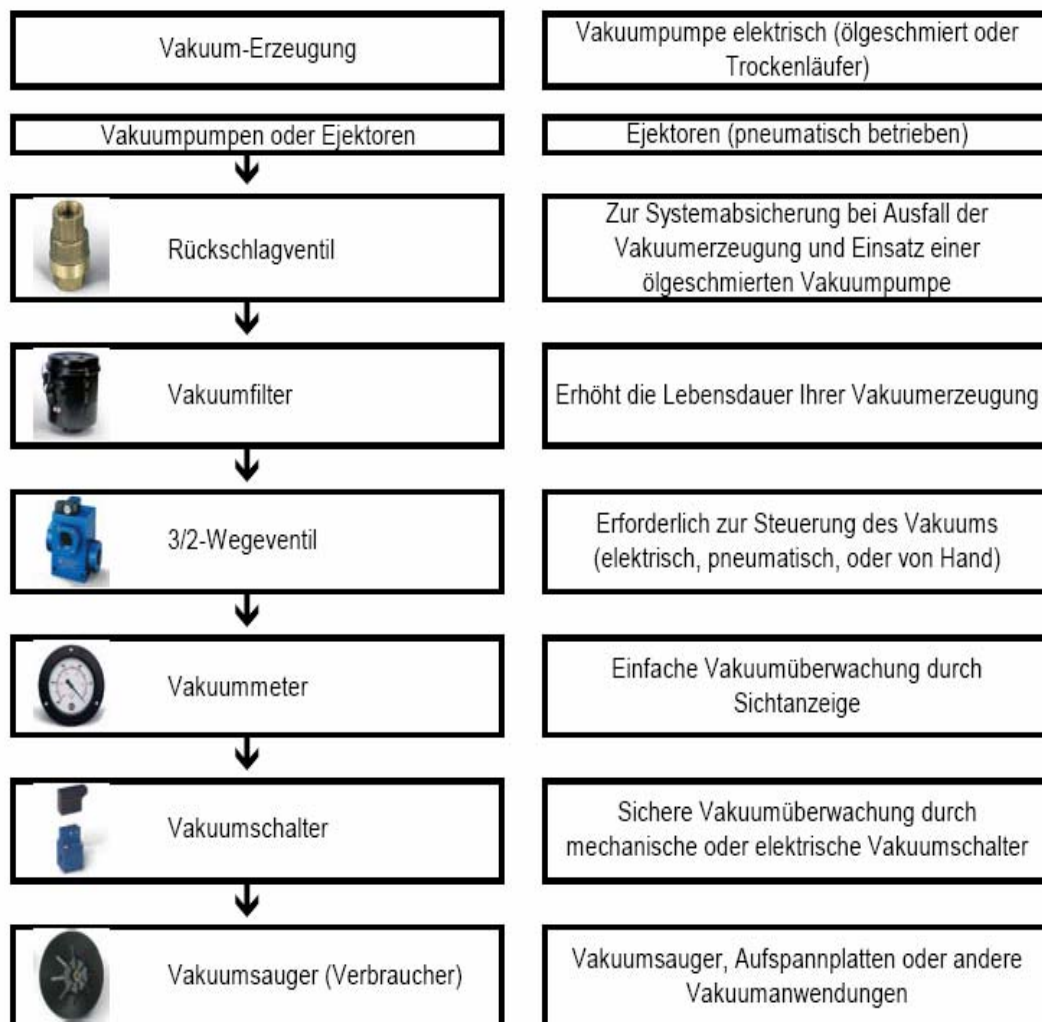 Vakuum-Erzeugung
Vakuumpumpe elektrisch (ölgeschmiert oder
Trockenläufer)
Vakuumpumpen oder Ejektoren
Ejektoren (pneumatisch betrieben)
Rückschlagventil
Zur Systemabsicherung bei Ausfall der
Vakuumerzeugung und Einsatz einer
ölgeschmierten Vakuumpumpe
Vakuumfilter
Erhöht die Lebensdauer Ihrer Vakuumerzeugung
3/2-Wegeventil
Erforderlich zur Steuerung des Vakuums
(elektrisch, pneumatisch, oder von Hand)
Vakuummeter
Einfache Vakuumüberwachung durch
Sichtanzeige
Vakuumschalter
Sichere Vakuumüberwachung durch
mechanische oder elektrische Vakuumschalter
Vakuumsauger (Verbraucher)
Vakuumsauger, Aufspannplatten oder andere
Vakuumanwendungen